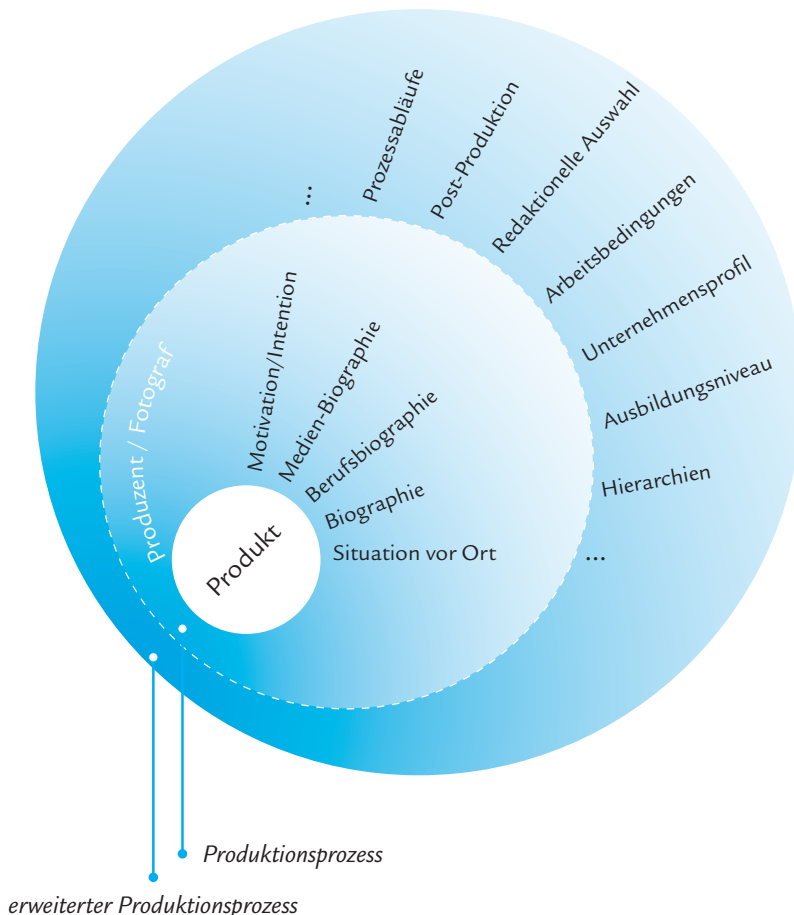 ...
Prozessabläufe
Post-Produktion
Redaktionelle Auswahl
Arbeitsbedingungen
Unternehmensprofil
Ausbildungsniveau
Hierarchien
...
Produzent / Fotograf
Motivation/Intention
Medien-Biographie
Berufsbiographie
Biographie
Situation vor Ort
Produkt
Produktionsprozess
erweiterter Produktionsprozess